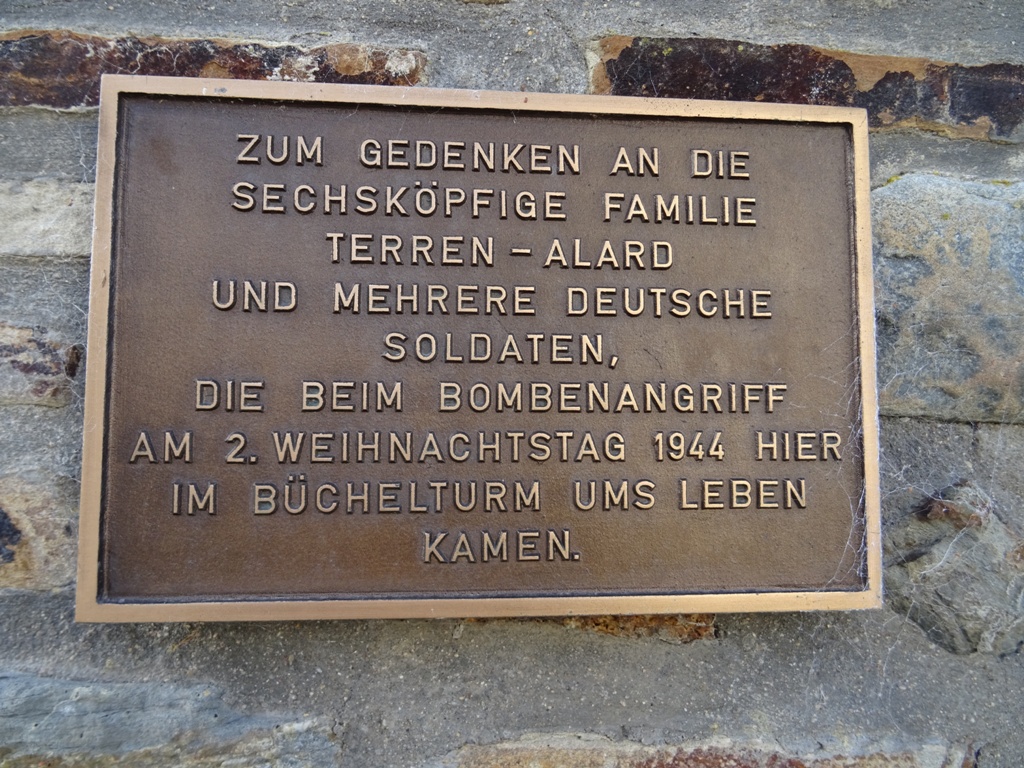 ZUM GEDENKEN AN DIE
SECHSKÖPFIGE FAMILIE
TERREN – ALARD
UND MEHRERE DEUTSCHE
SOLDATEN,
DIE BEIM BOMBENANGRIFF
AM 2. WEIHNACHTSTAG 1944 HIER
IM BÜCHELTURM UMS LEBEN
KAMEN.